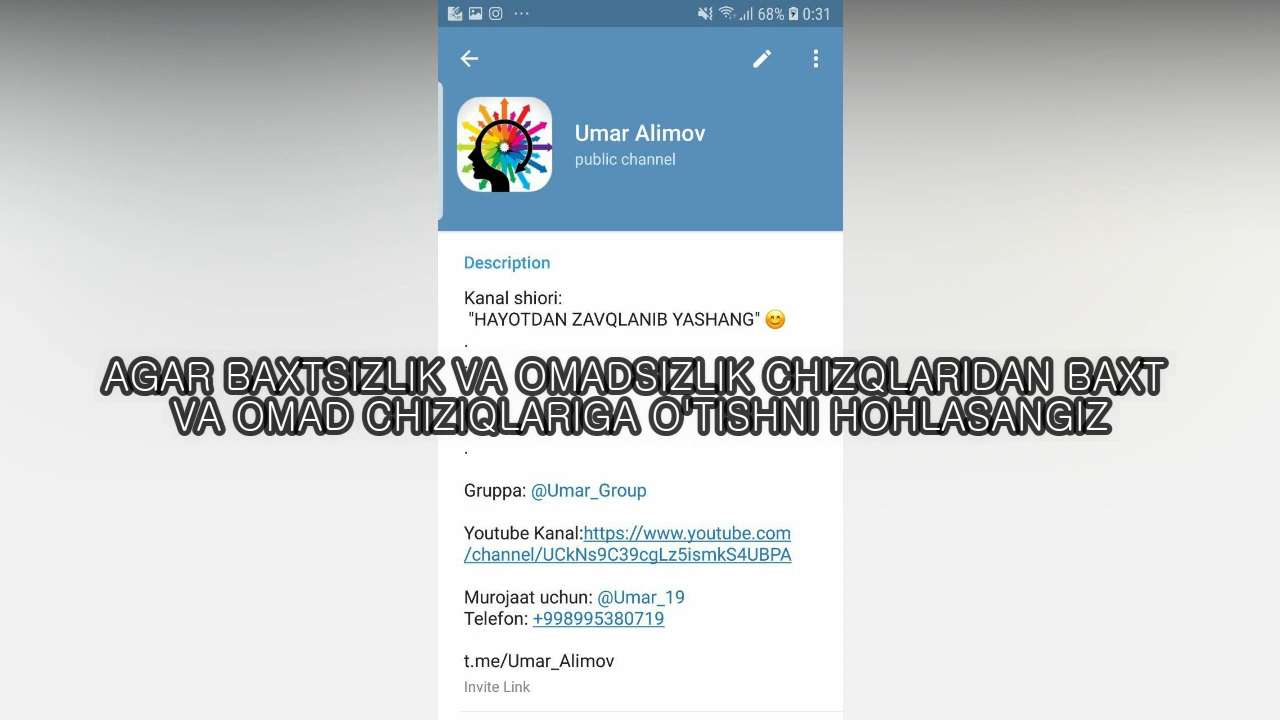 68% 0:31
Umar Alimov
public channel
Description
Kanal shiori:
"HAYOTDAN ZAVQLANIB YASHANG" 😊
.
AGAR BAXTSIZLIK VA OMADSIZLIK CHIZQLARIDAN BAXT
VA OMAD CHIZIQLARIGA O'TISHNI HOHLASANGIZ
.
Gruppa: @Umar_Group
Youtube Kanal:https://www.youtube.com
/channel/UCkNs9C39cgLz5ismkS4UBPA
Murojaat uchun: @Umar_19
Telefon: +998995380719
t.me/Umar_Alimov
Invite Link